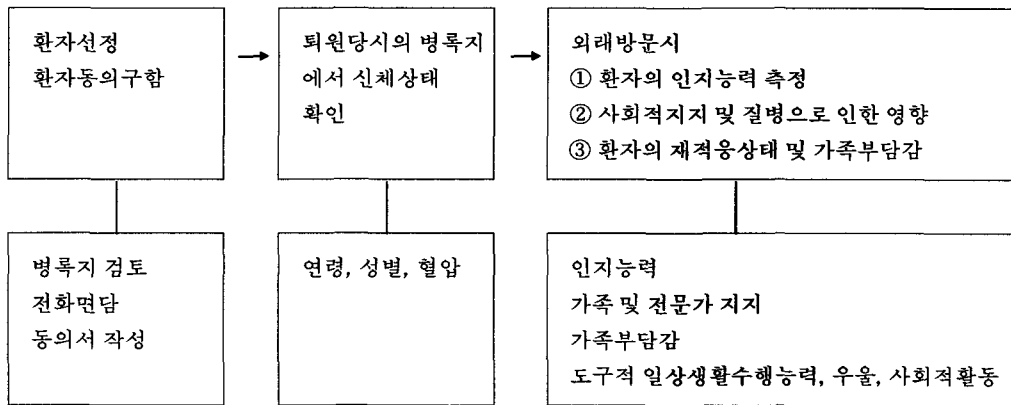 환자선정
환자동의구함
퇴원당시의 병록지
에서 신체상태
확인
외래방문시
① 환자의 인지능력 측정
② 사회적지지 및 질병으로 인한 영향
③ 환자의 재적응상태 및 가족부담감
병록지 검토
전화면담
동의서 작성
연령, 성별, 혈압
인지능력
가족 및 전문가 지지
가족부담감
도구적 일상생활수행능력, 우울, 사회적활동